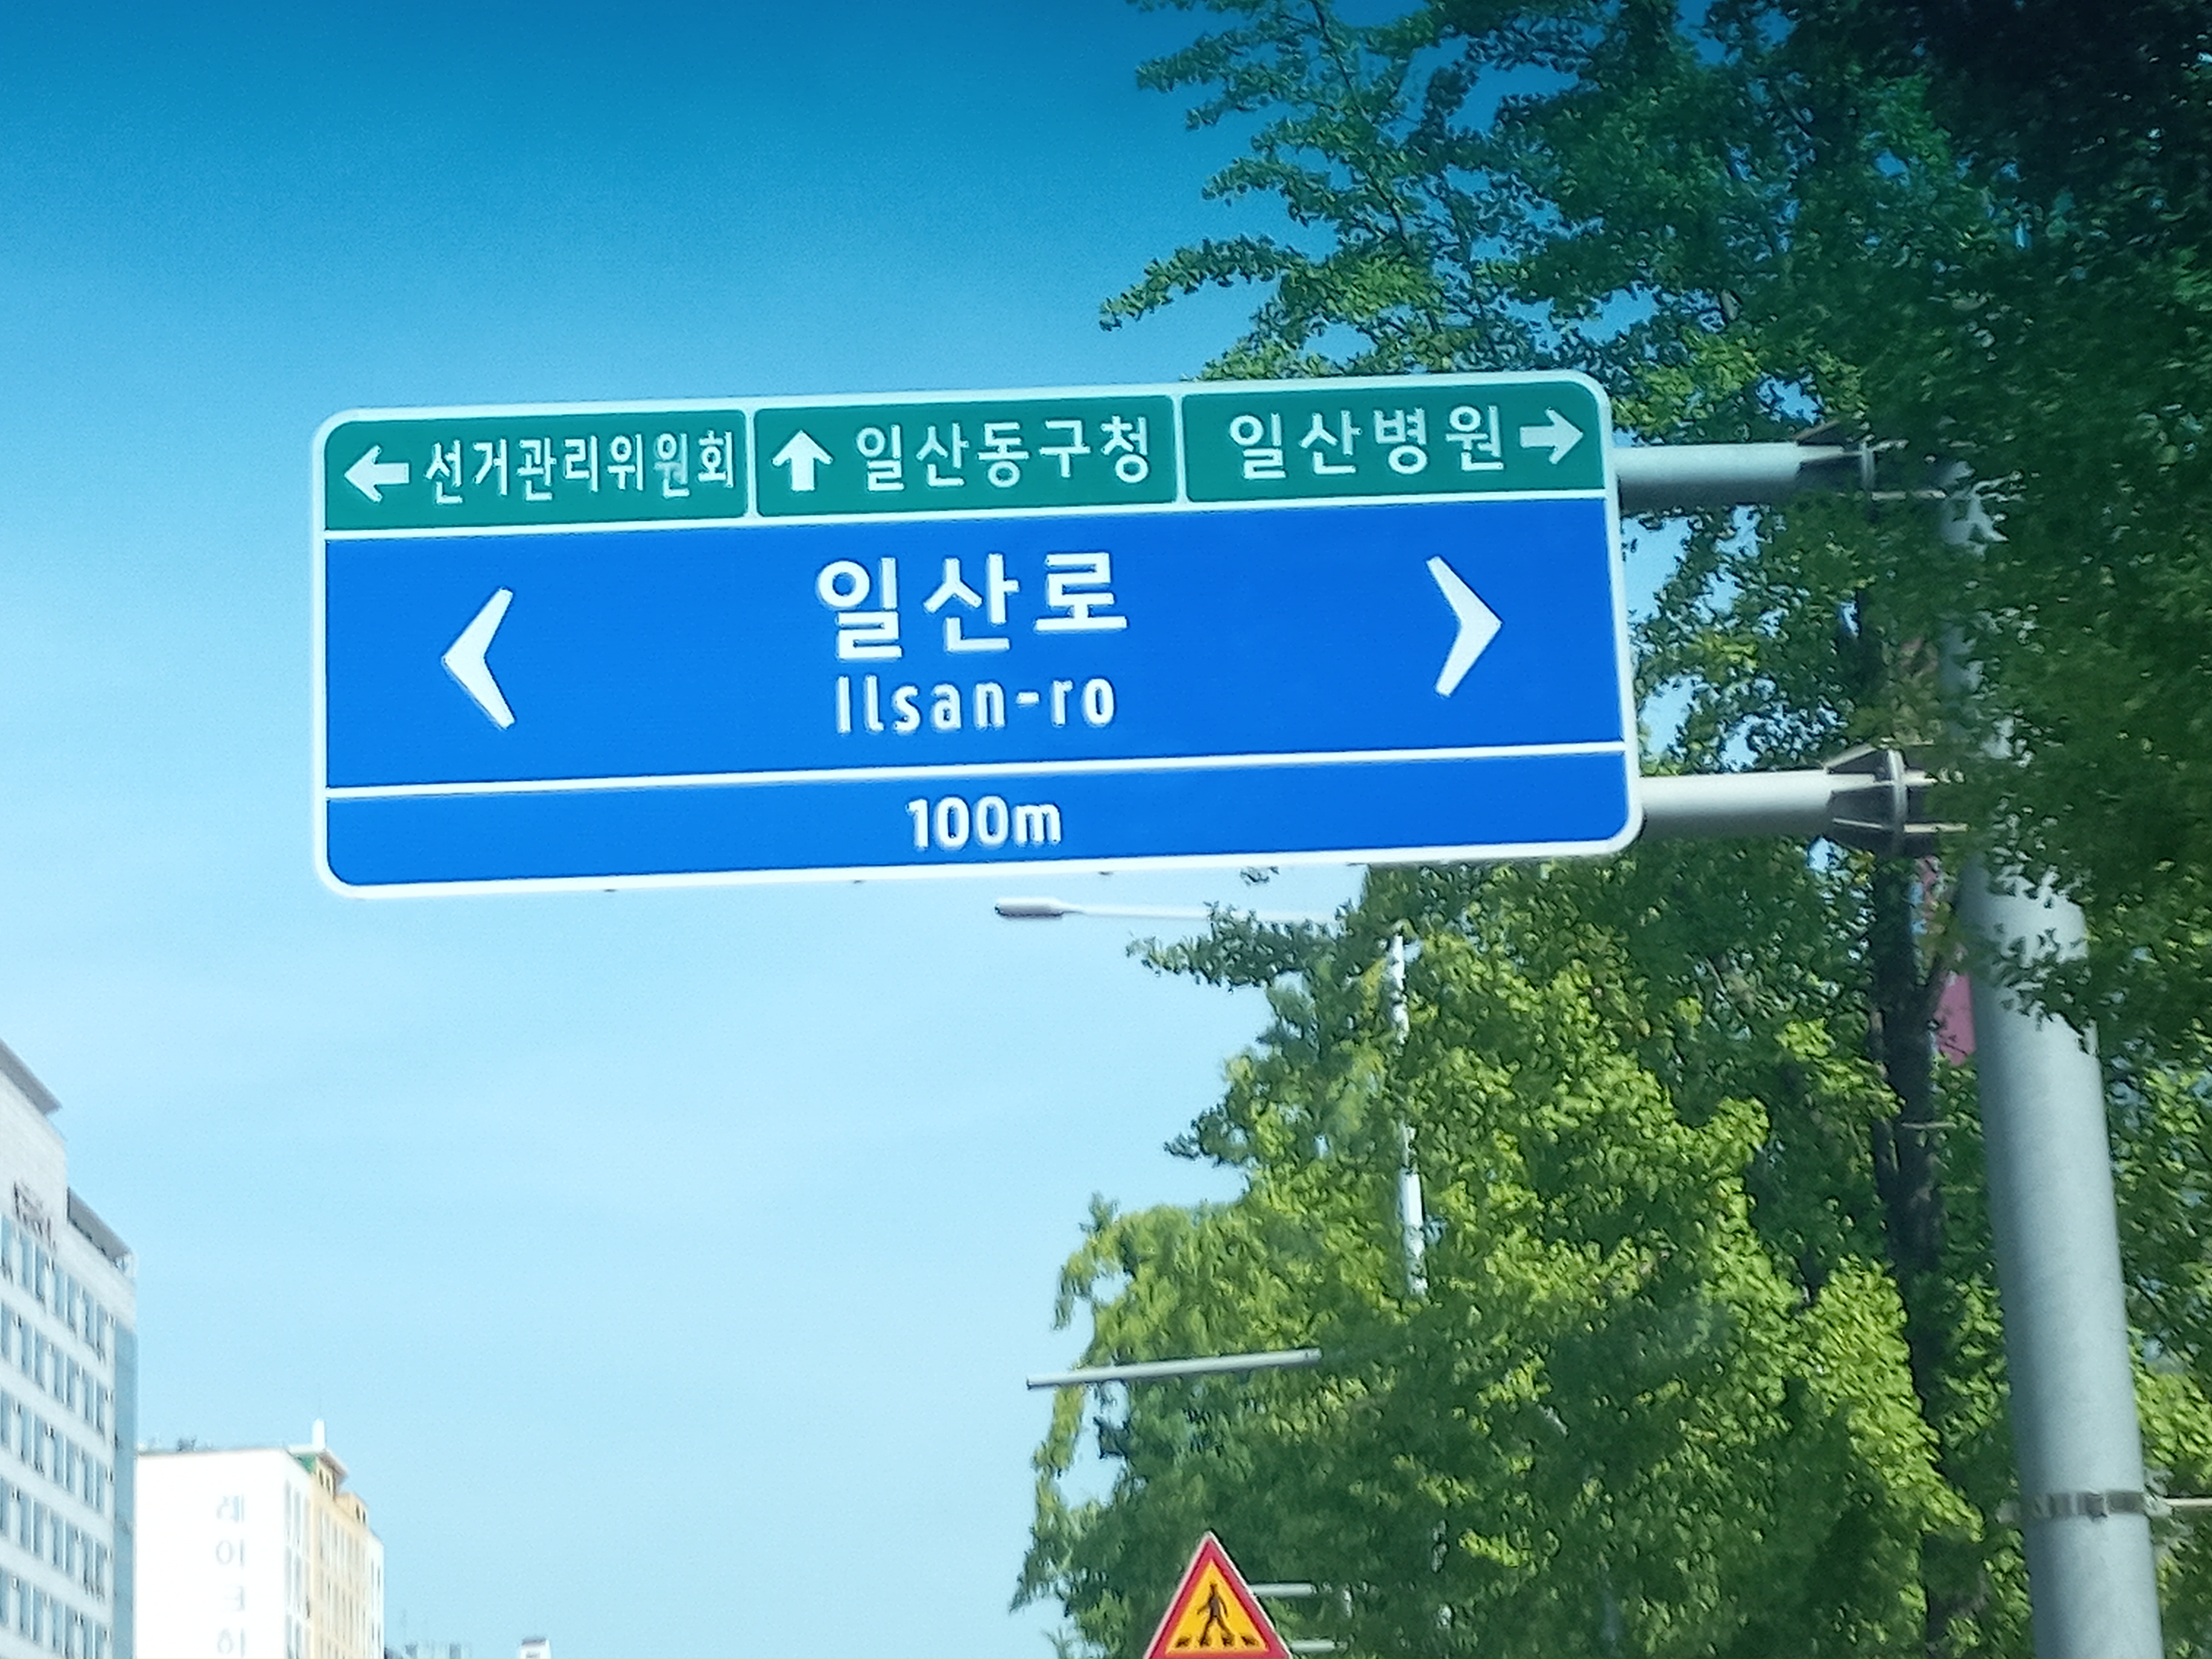 선거관리위원회 일산동구청 일산병원
일산로
Ilsan-ro
100m